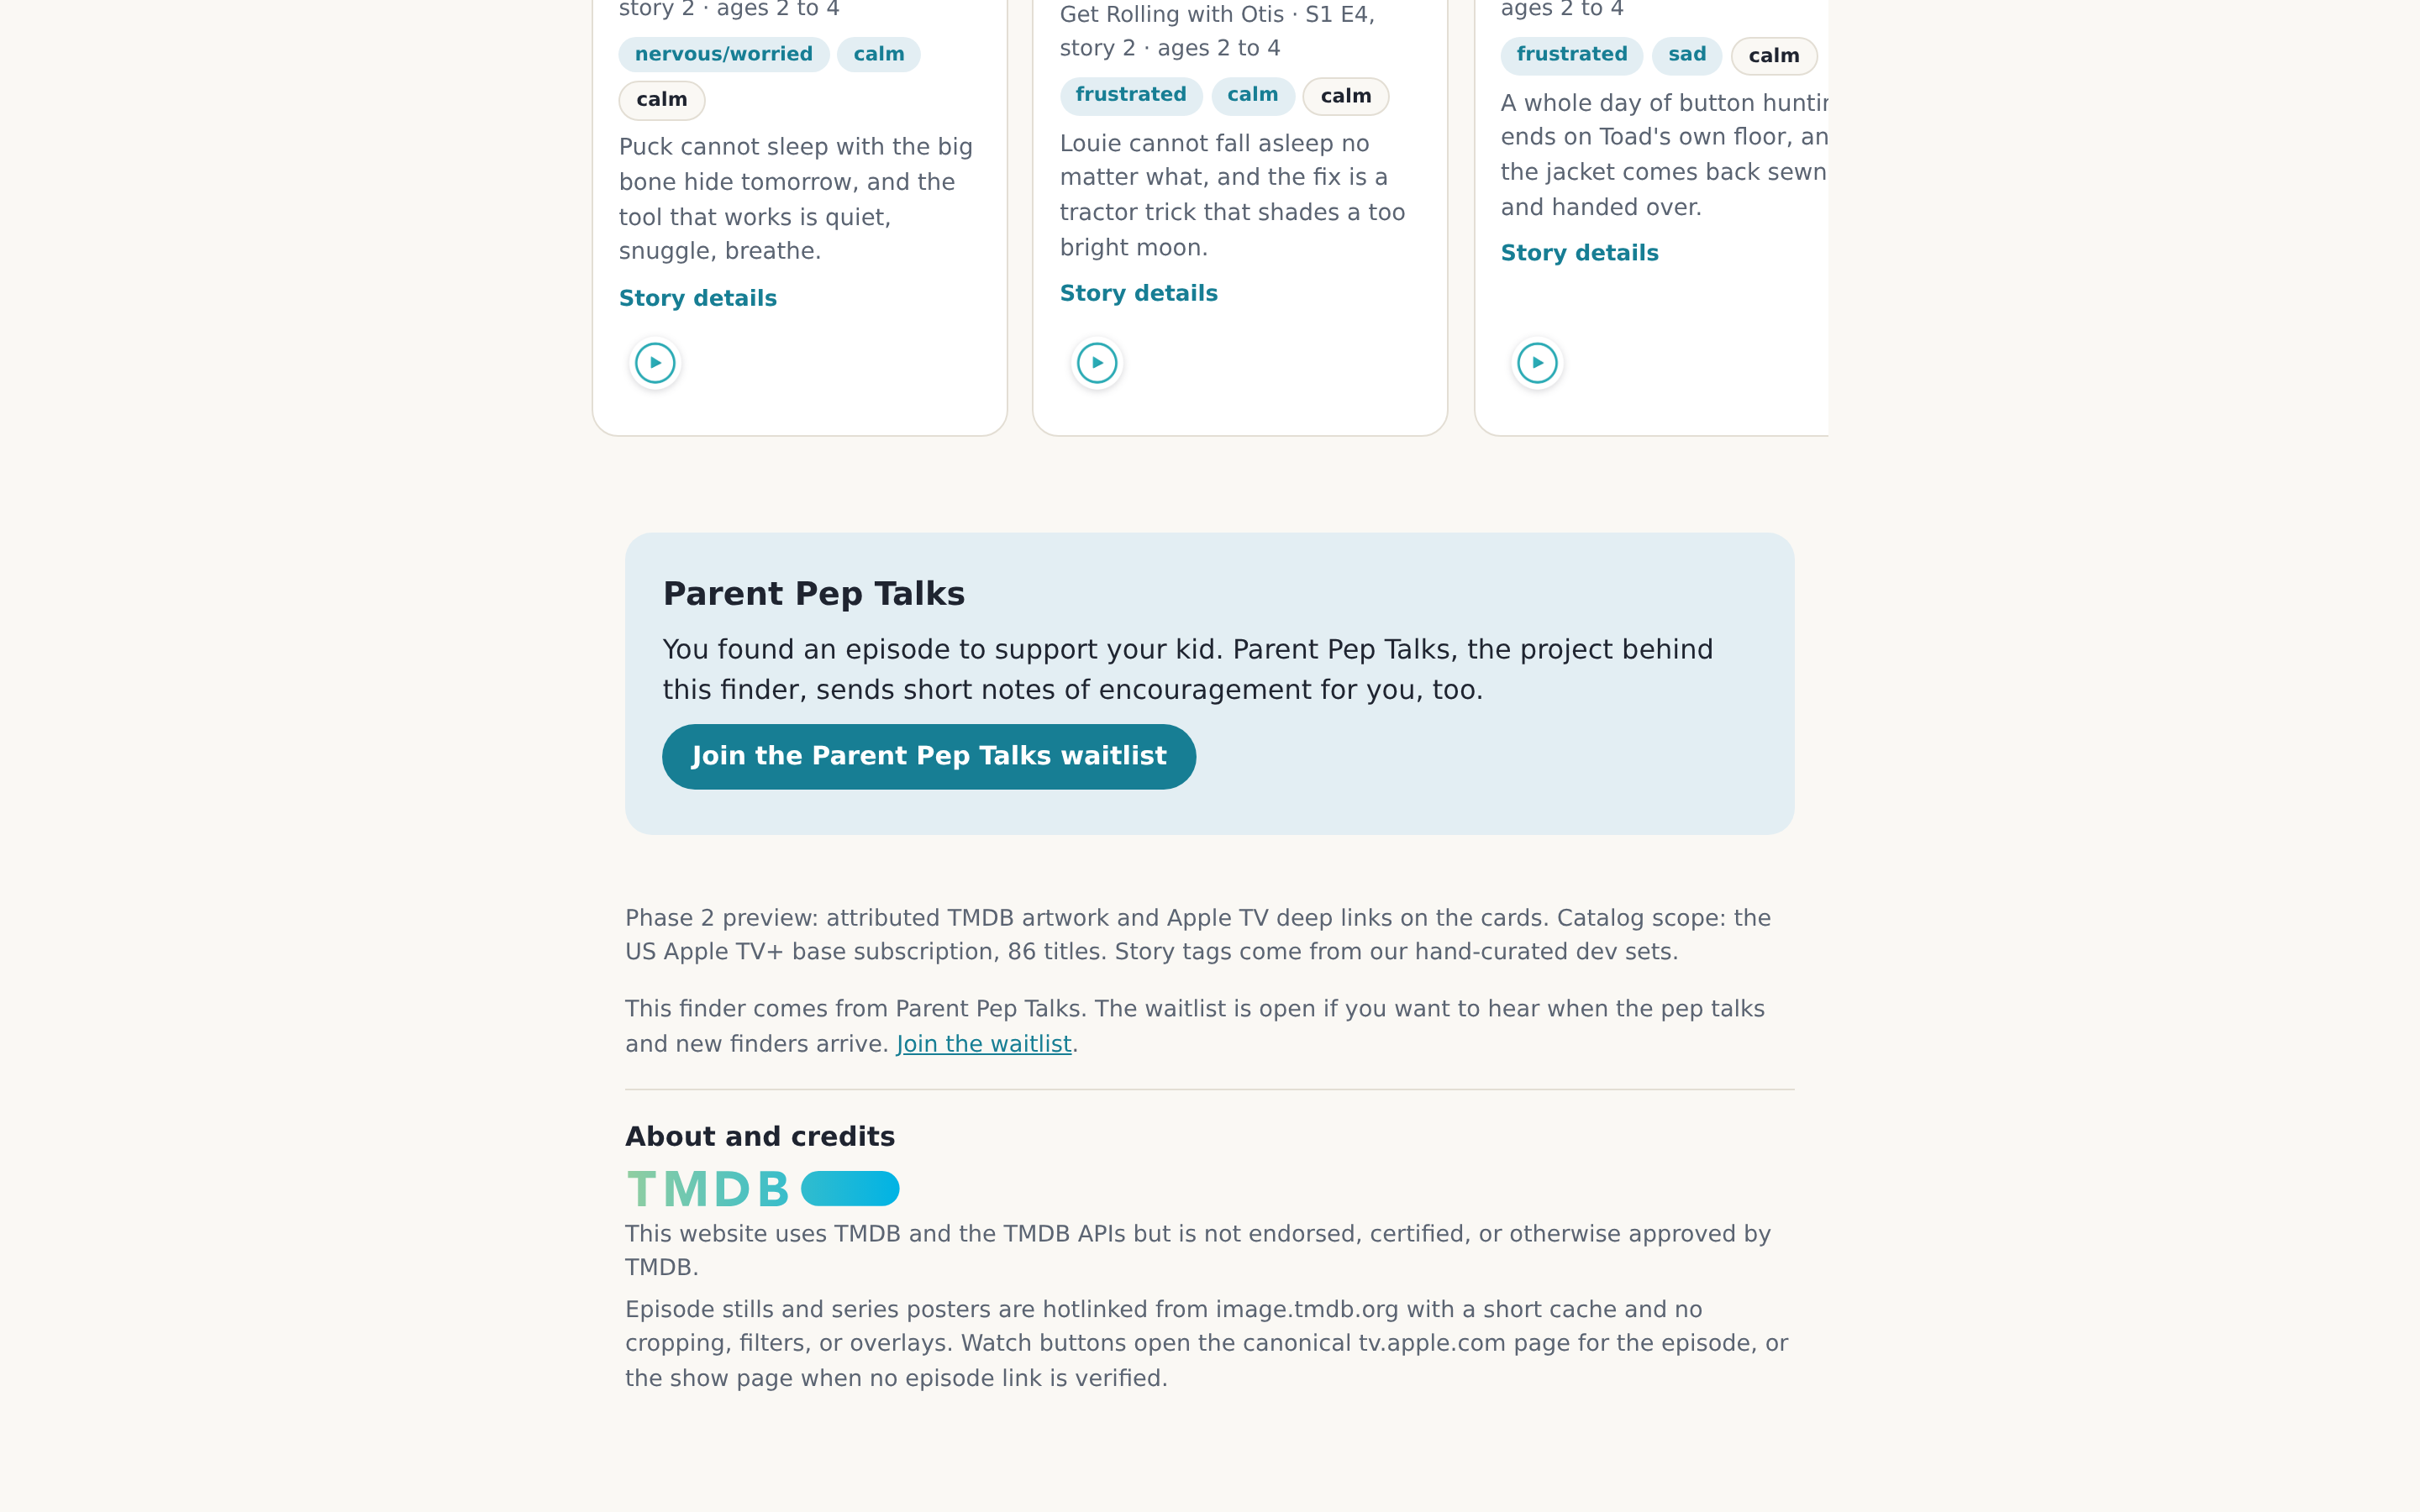 story 2 · ages 2 to 4
nervous/worried calm
calm
Puck cannot sleep with the big
bone hide tomorrow, and the
tool that works is quiet,
snuggle, breathe.
Story details
Get Rolling with Otis · S1 E4,
story 2 · ages 2 to 4
frustrated calm calm
Louie cannot fall asleep no
matter what, and the fix is a
tractor trick that shades a too
bright moon.
Story details
ages 2 to 4
frustrated sad calm
A whole day of button huntin
ends on Toad's own floor, an
the jacket comes back sewn
and handed over.
Story details
Parent Pep Talks
You found an episode to support your kid. Parent Pep Talks, the project behind
this finder, sends short notes of encouragement for you, too.
Join the Parent Pep Talks waitlist
Phase 2 preview: attributed TMDB artwork and Apple TV deep links on the cards. Catalog scope: the
US Apple TV+ base subscription, 86 titles. Story tags come from our hand-curated dev sets.
This finder comes from Parent Pep Talks. The waitlist is open if you want to hear when the pep talks
and new finders arrive. Join the waitlist.
About and credits
TMDB
This website uses TMDB and the TMDB APIs but is not endorsed, certified, or otherwise approved by
TMDB.
Episode stills and series posters are hotlinked from image.tmdb.org with a short cache and no
cropping, filters, or overlays. Watch buttons open the canonical tv.apple.com page for the episode, or
the show page when no episode link is verified.